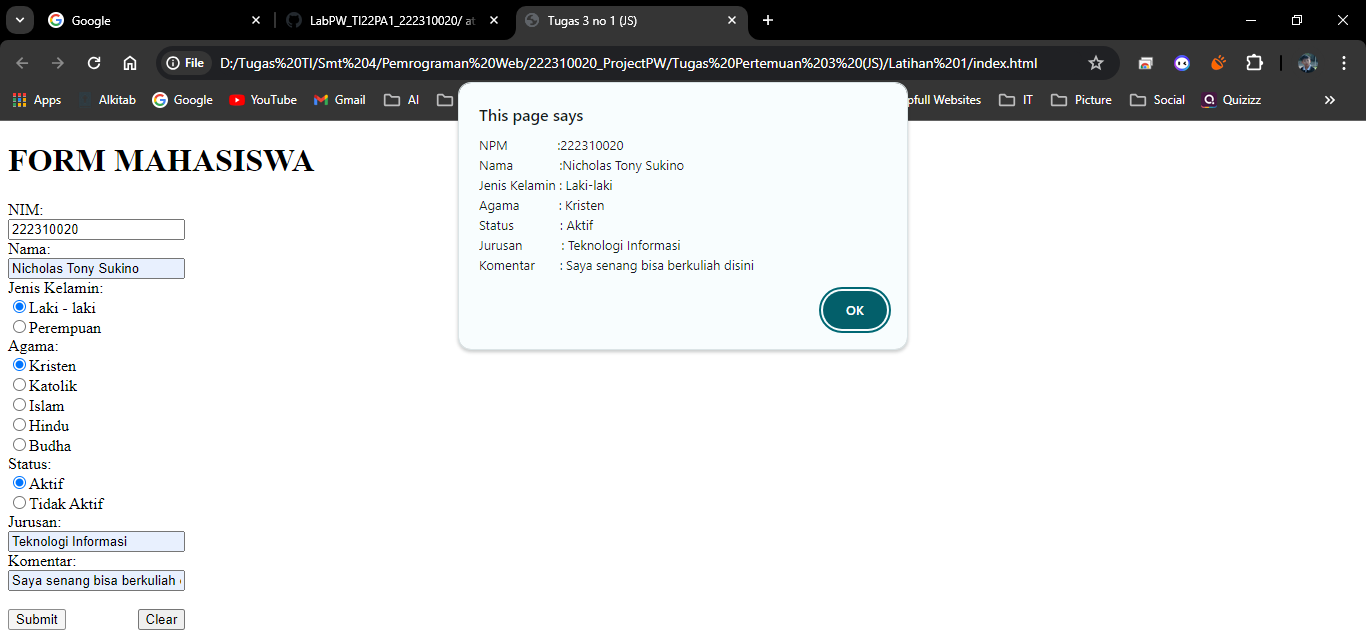 Google
LabPW_TI22PA1_222310020/ at
Tugas 3 no 1 (JS)
File
D:/Tugas%20TI/Smt%204/Pemrograman%20Web/222310020_ProjectPW/Tugas%20Pertemuan%203%20(JS)/Latihan%201/index.html
Apps Alkitab Google YouTube Gmail AI pfull Websites IT Picture Social Quizizz
This page says
NPM :222310020
Nama :Nicholas Tony Sukino
Jenis Kelamin : Laki-laki
Agama : Kristen
Status : Aktif
Jurusan : Teknologi Informasi
Komentar : Saya senang bisa berkuliah disini
OK
FORM MAHASISWA
NIM:
222310020
Nama:
Nicholas Tony Sukino
Jenis Kelamin:
Laki - laki
Perempuan
Agama:
Kristen
Katolik
Islam
Hindu
Budha
Status:
Aktif
Tidak Aktif
Jurusan:
Teknologi Informasi
Komentar:
Saya senang bisa berkuliah
Submit Clear